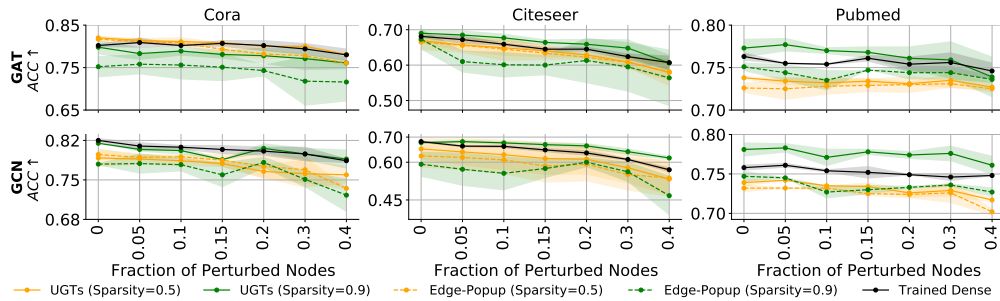 Cora
Citeseer
Pubmed
GAT
ACC↑
0.85
0.75
0.65
0.70
0.60
0.50
0.80
0.75
0.70
GCN
ACC↑
0.82
0.75
0.68
0.70
0.60
0.45
0.80
0.75
0.70
0 0.05 0.1 0.15 0.2 0.3 0.4
0 0.05 0.1 0.15 0.2 0.3 0.4
0 0.05 0.1 0.15 0.2 0.3 0.4
Fraction of Perturbed Nodes
Fraction of Perturbed Nodes
Fraction of Perturbed Nodes
UGTs (Sparsity=0.5) UGTs (Sparsity=0.9) Edge-Popup (Sparsity=0.5) Edge-Popup (Sparsity=0.9) Trained Dense